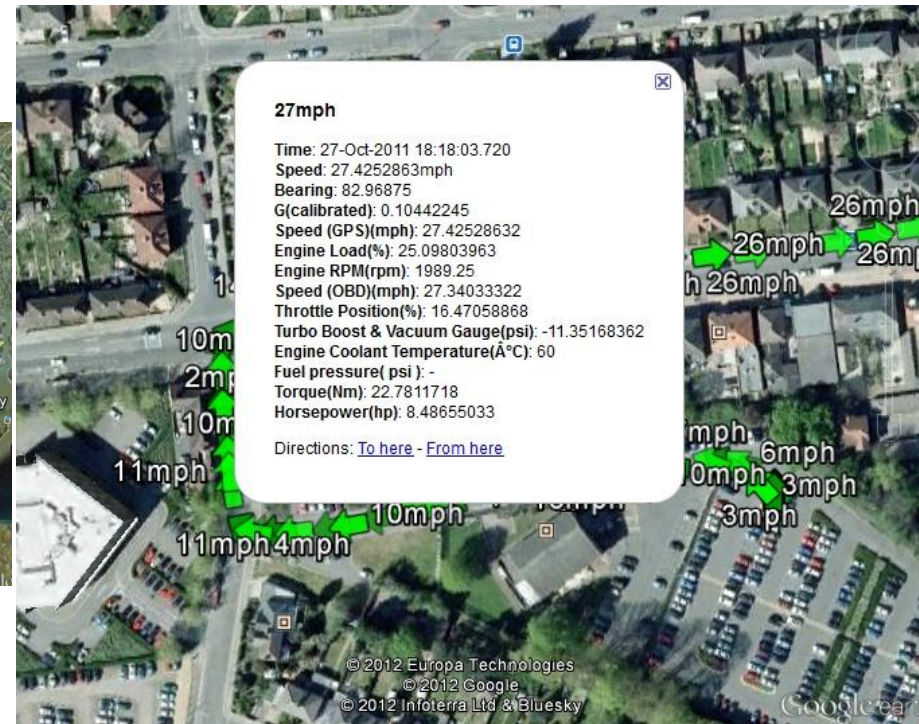 27mph
Time: 27-Oct-2011 18:18:03.720
Speed: 27.4252863mph
Bearing: 82.96875
G(calibrated): 0.10442245
Speed (GPS)(mph): 27.42528632
Engine Load(%): 25.09803963
Engine RPM(rpm): 1989.25
Speed (OBD)(mph): 27.34033322
Throttle Position(%): 16.47058868
Turbo Boost & Vacuum Gauge(psi): -11.35168362
Engine Coolant Temperature(Â°C): 60
Fuel pressure( psi ): -
Torque(Nm): 22.7811718
Horsepower(hp): 8.48655033
Directions: To here - From here
26mph
26mph
26mph
11mph
6mph
3mph
3mph
10mph
11mph
4mph
© 2012 Europa Technologies
© 2012 Google
© 2012 Infoterra Ltd & Bluesky
Google